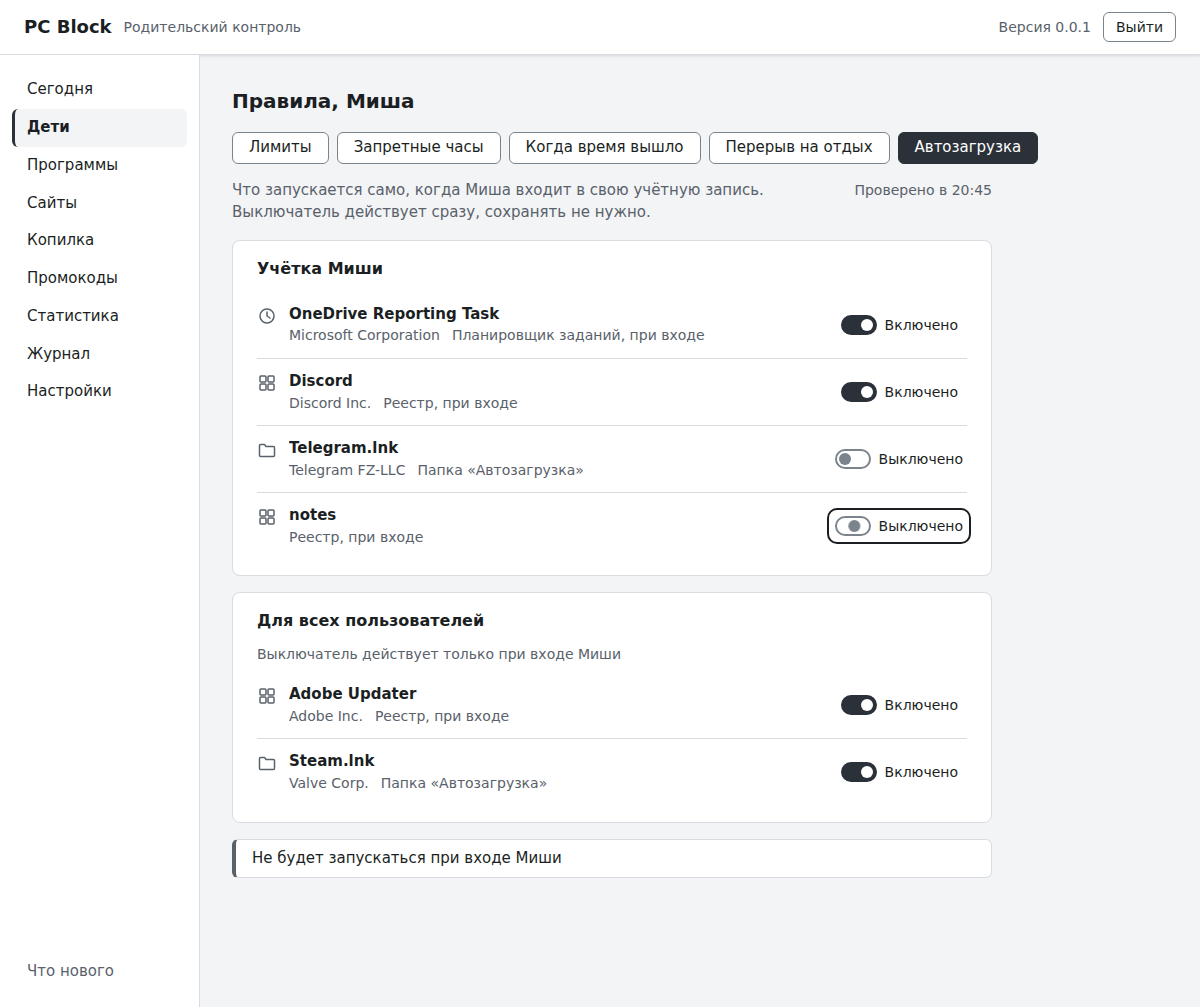 PC Block Родительский контроль Версия 0.0.1 Выйти
Сегодня
Дети
Программы
Сайты
Копилка
Промокоды
Статистика
Журнал
Настройки
Что нового
Правила, Миша
Лимиты Запретные часы Когда время вышло Перерыв на отдых Автозагрузка
Что запускается само, когда Миша входит в свою учётную запись. Проверено в 20:45
Выключатель действует сразу, сохранять не нужно.
Учётка Миши
OneDrive Reporting Task
Microsoft Corporation Планировщик заданий, при входе
Включено
Discord
Discord Inc. Реестр, при входе
Включено
Telegram.lnk
Telegram FZ-LLC Папка «Автозагрузка»
Выключено
notes
Реестр, при входе
Выключено
Для всех пользователей
Выключатель действует только при входе Миши
Adobe Updater
Adobe Inc. Реестр, при входе
Включено
Steam.lnk
Valve Corp. Папка «Автозагрузка»
Включено
Не будет запускаться при входе Миши